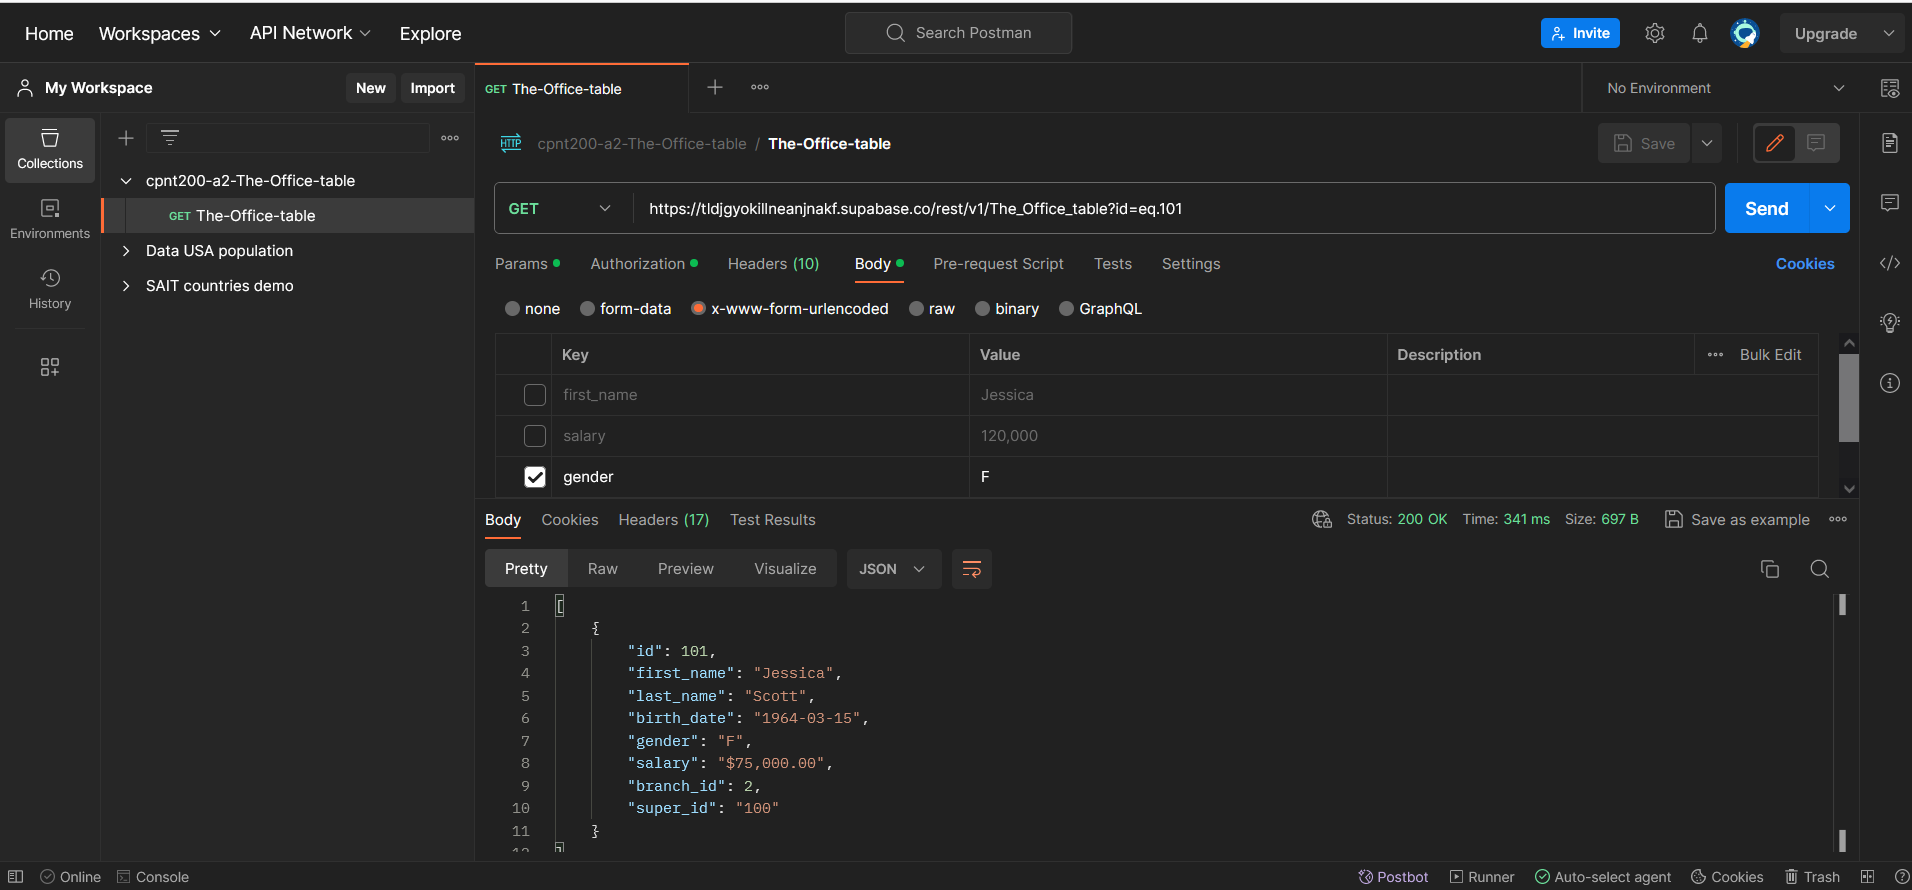 Home Workspaces API Network Explore Search Postman Invite Upgrade
My Workspace New Import GET The-Office-table No Environment
Collections
Environments
History
cpnt200-a2-The-Office-table
GET The-Office-table
Data USA population
SAIT countries demo
HTTP cpnt200-a2-The-Office-table / The-Office-table Save
GET https://tldjgyokillneanjnakf.supabase.co/rest/v1/The_Office_table?id=eq.101 Send
Params Authorization Headers (10) Body Pre-request Script Tests Settings Cookies
none form-data x-www-form-urlencoded raw binary GraphQL
Key Value Description Bulk Edit
first_name Jessica
salary 120,000
gender F
Body Cookies Headers (17) Test Results Status: 200 OK Time: 341 ms Size: 697 B Save as example
Pretty Raw Preview Visualize JSON
1 [
2 {
3 "id": 101,
4 "first_name": "Jessica",
5 "last_name": "Scott",
6 "birth_date": "1964-03-15",
7 "gender": "F",
8 "salary": "$75,000.00",
9 "branch_id": 2,
10 "super_id": "100"
11 }
12 ]
Online Console Postbot Runner Auto-select agent Cookies Trash